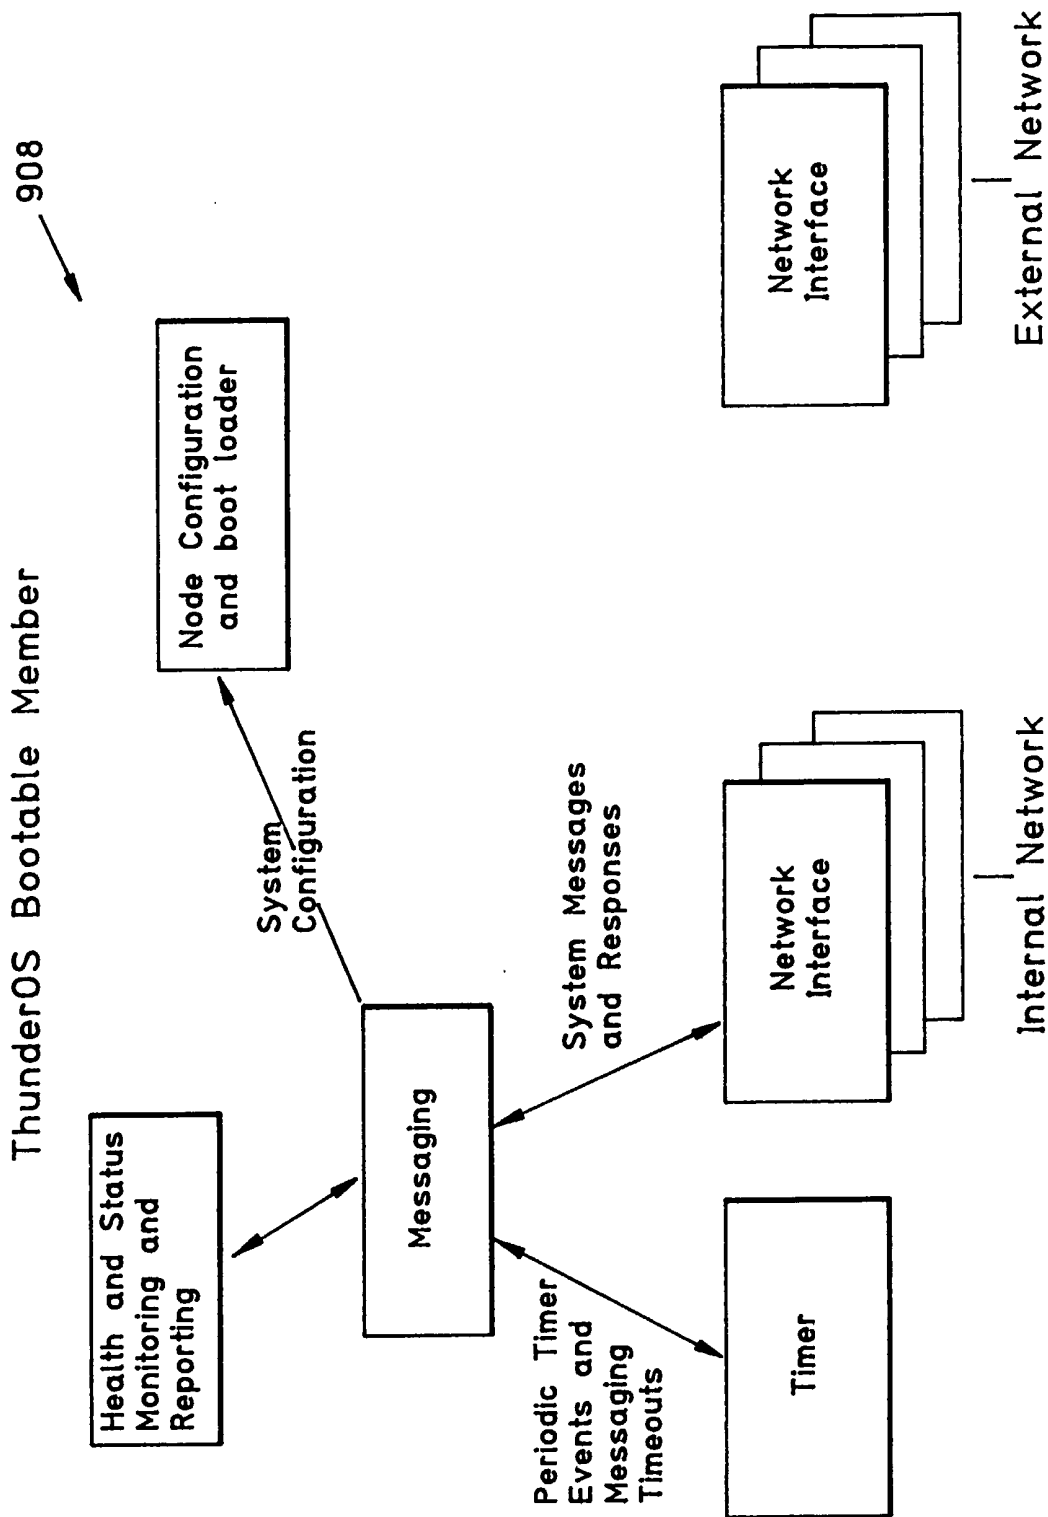 ThunderOS Bootable Member
908
Health and Status
Monitoring and
Reporting
Node Configuration
and boot loader
System
Configuration
Messaging
Periodic Timer
Events and
Messaging
Timeouts
System Messages
and Responses
Timer
Network
Interface
Network
Interface
Internal Network
External Network